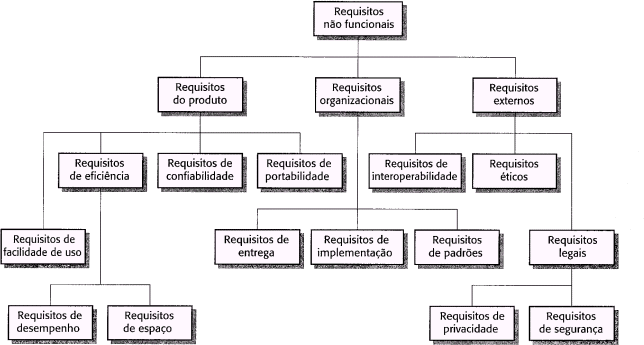 Requisitos
não funcionais
Requisitos
do produto
Requisitos
organizacionais
Requisitos
externos
Requisitos
de eficiência
Requisitos de
confiabilidade
Requisitos de
portabilidade
Requisitos de
interoperabilidade
Requisitos
éticos
Requisitos de
facilidade de uso
Requisitos de
entrega
Requisitos de
implementação
Requisitos
de padrões
Requisitos
legais
Requisitos de
desempenho
Requisitos
de espaço
Requisitos de
privacidade
Requisitos
de segurança